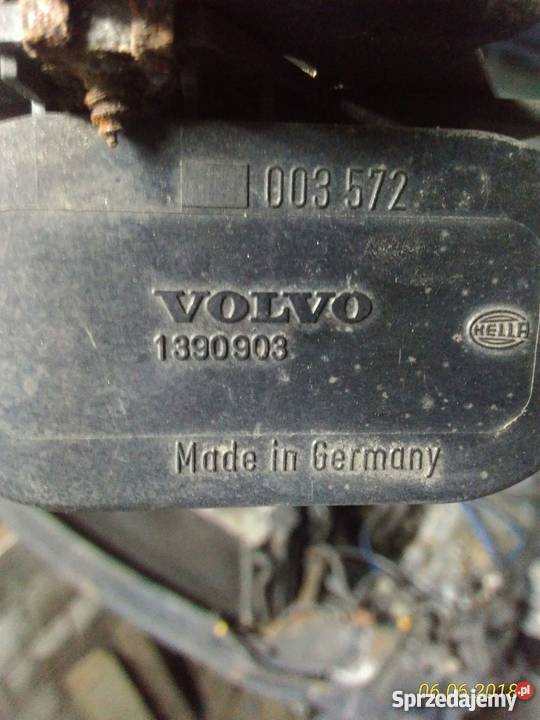 003 572
VOLVO
1390903
HELLA
Made in Germany
06.06.2018
Sprzedajemy.pl